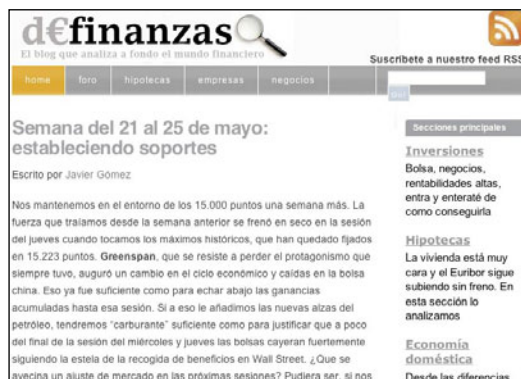 d€finanzas
El blog que analiza a fondo el mundo financiero
Suscribete a nuestro feed RSS
home foro hipotecas empresas negocios
Semana del 21 al 25 de mayo:
estableciendo soportes
Escrito por Javier Gómez
Nos mantenemos en el entorno de los 15.000 puntos una semana más. La
fuerza que traíamos desde la semana anterior se frenó en seco en la sesión
del jueves cuando tocamos los máximos históricos, que han quedado fijados
en 15.223 puntos. Greenspan, que se resiste a perder el protagonismo que
siempre tuvo, auguró un cambio en el ciclo económico y caídas en la bolsa
china. Eso ya fue suficiente como para echar abajo las ganancias
acumuladas hasta esa sesión. Si a eso le añadimos las nuevas alzas del
petróleo, tendremos "carburante" suficiente como para justificar que a poco
del final de la sesión del miércoles y jueves las bolsas cayeran fuertemente
siguiendo la estela de la recogida de beneficios en Wall Street. ¿Que se
avecina un ajuste de mercado en las próximas sesiones? Pudiera ser, si nos
Secciones principales
Inversiones
Bolsa, negocios,
rentabilidades altas,
entra y enteraté de
como conseguirla
Hipotecas
La vivienda está muy
cara y el Euribor sigue
subiendo sin freno. En
esta sección lo
analizamos
Economía
doméstica
Desde las diferencias